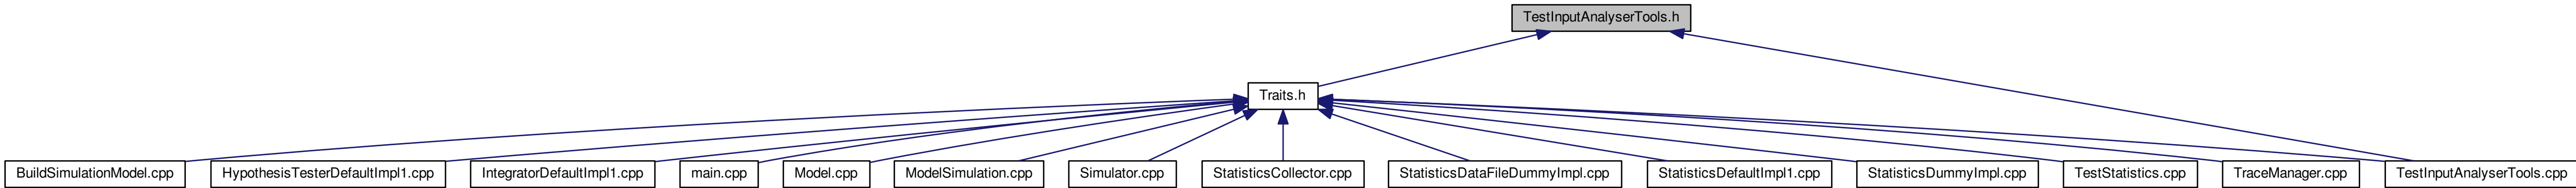 TestInputAnalyserTools.h
Traits.h
BuildSimulationModel.cpp
HypothesisTesterDefaultImpl1.cpp
IntegratorDefaultImpl1.cpp
main.cpp
Model.cpp
ModelSimulation.cpp
Simulator.cpp
StatisticsCollector.cpp
StatisticsDataFileDummyImpl.cpp
StatisticsDefaultImpl1.cpp
StatisticsDummyImpl.cpp
TestStatistics.cpp
TraceManager.cpp
TestInputAnalyserTools.cpp